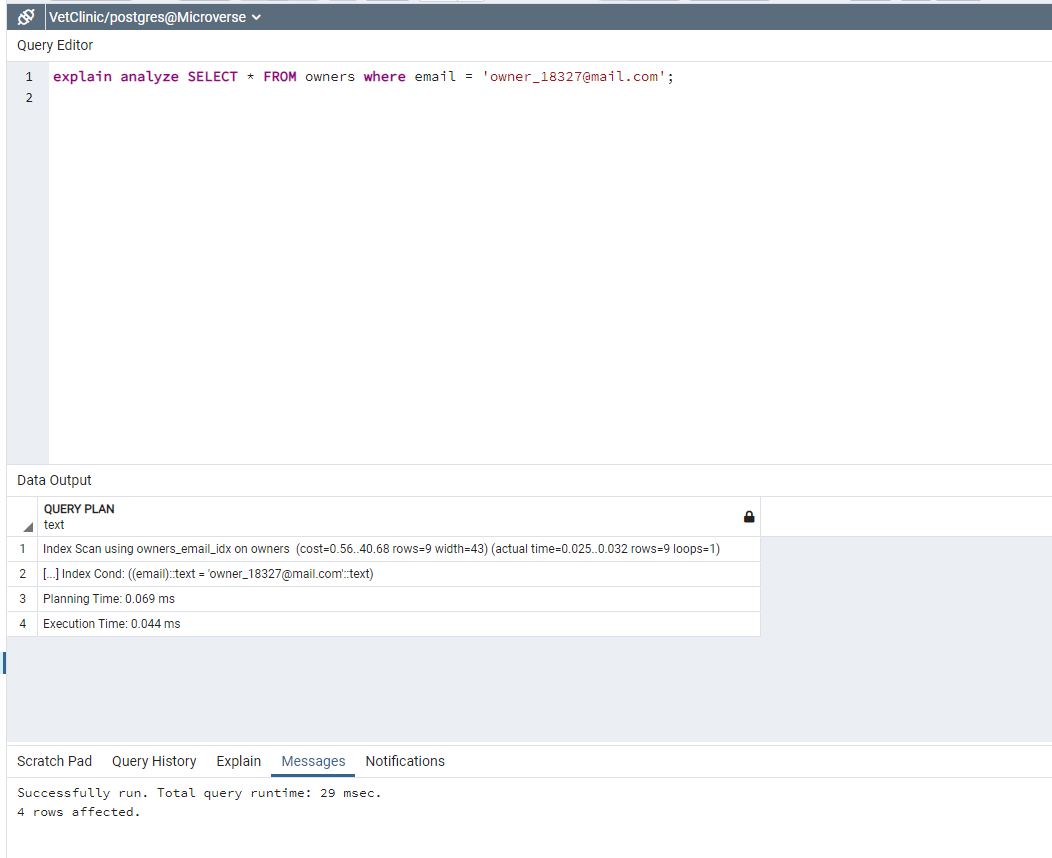 VetClinic/postgres@Microverse
Query Editor
1 explain analyze SELECT * FROM owners where email = 'owner_18327@mail.com';
2
Data Output
QUERY PLAN
text
1 Index Scan using owners_email_idx on owners (cost=0.56..40.68 rows=9 width=43) (actual time=0.025..0.032 rows=9 loops=1)
2 [...] Index Cond: ((email)::text = 'owner_18327@mail.com'::text)
3 Planning Time: 0.069 ms
4 Execution Time: 0.044 ms
Scratch Pad Query History Explain Messages Notifications
Successfully run. Total query runtime: 29 msec.
4 rows affected.